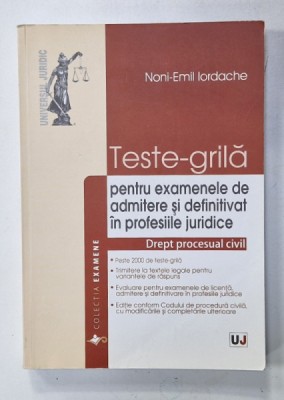 UNIVERSUL JURIDIC
Noni-Emil Iordache
Teste-grilă
pentru examenele de
admitere și definitivat
în profesiile juridice
Drept procesual civil
• Peste 2000 de teste-grilă
• Trimitere la textele legale pentru
variantele de răspuns
• Evaluare pentru examenele de licență,
admitere și definitivare în profesiile juridice
• Ediție conform Codului de procedură civilă,
cu modificările și completările ulterioare
COLECȚIA EXAMENE
UJ